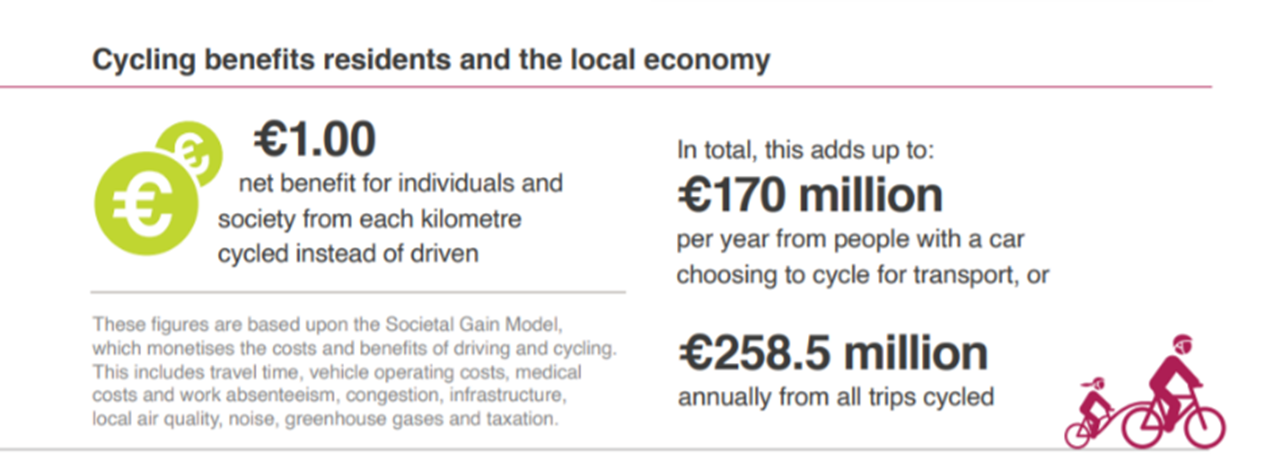 Cycling benefits residents and the local economy
€
€
€1.00
net benefit for individuals and
society from each kilometre
cycled instead of driven
These figures are based upon the Societal Gain Model,
which monetises the costs and benefits of driving and cycling.
This includes travel time, vehicle operating costs, medical
costs and work absenteeism, congestion, infrastructure,
local air quality, noise, greenhouse gases and taxation.
In total, this adds up to:
€170 million
per year from people with a car
choosing to cycle for transport, or
€258.5 million
annually from all trips cycled